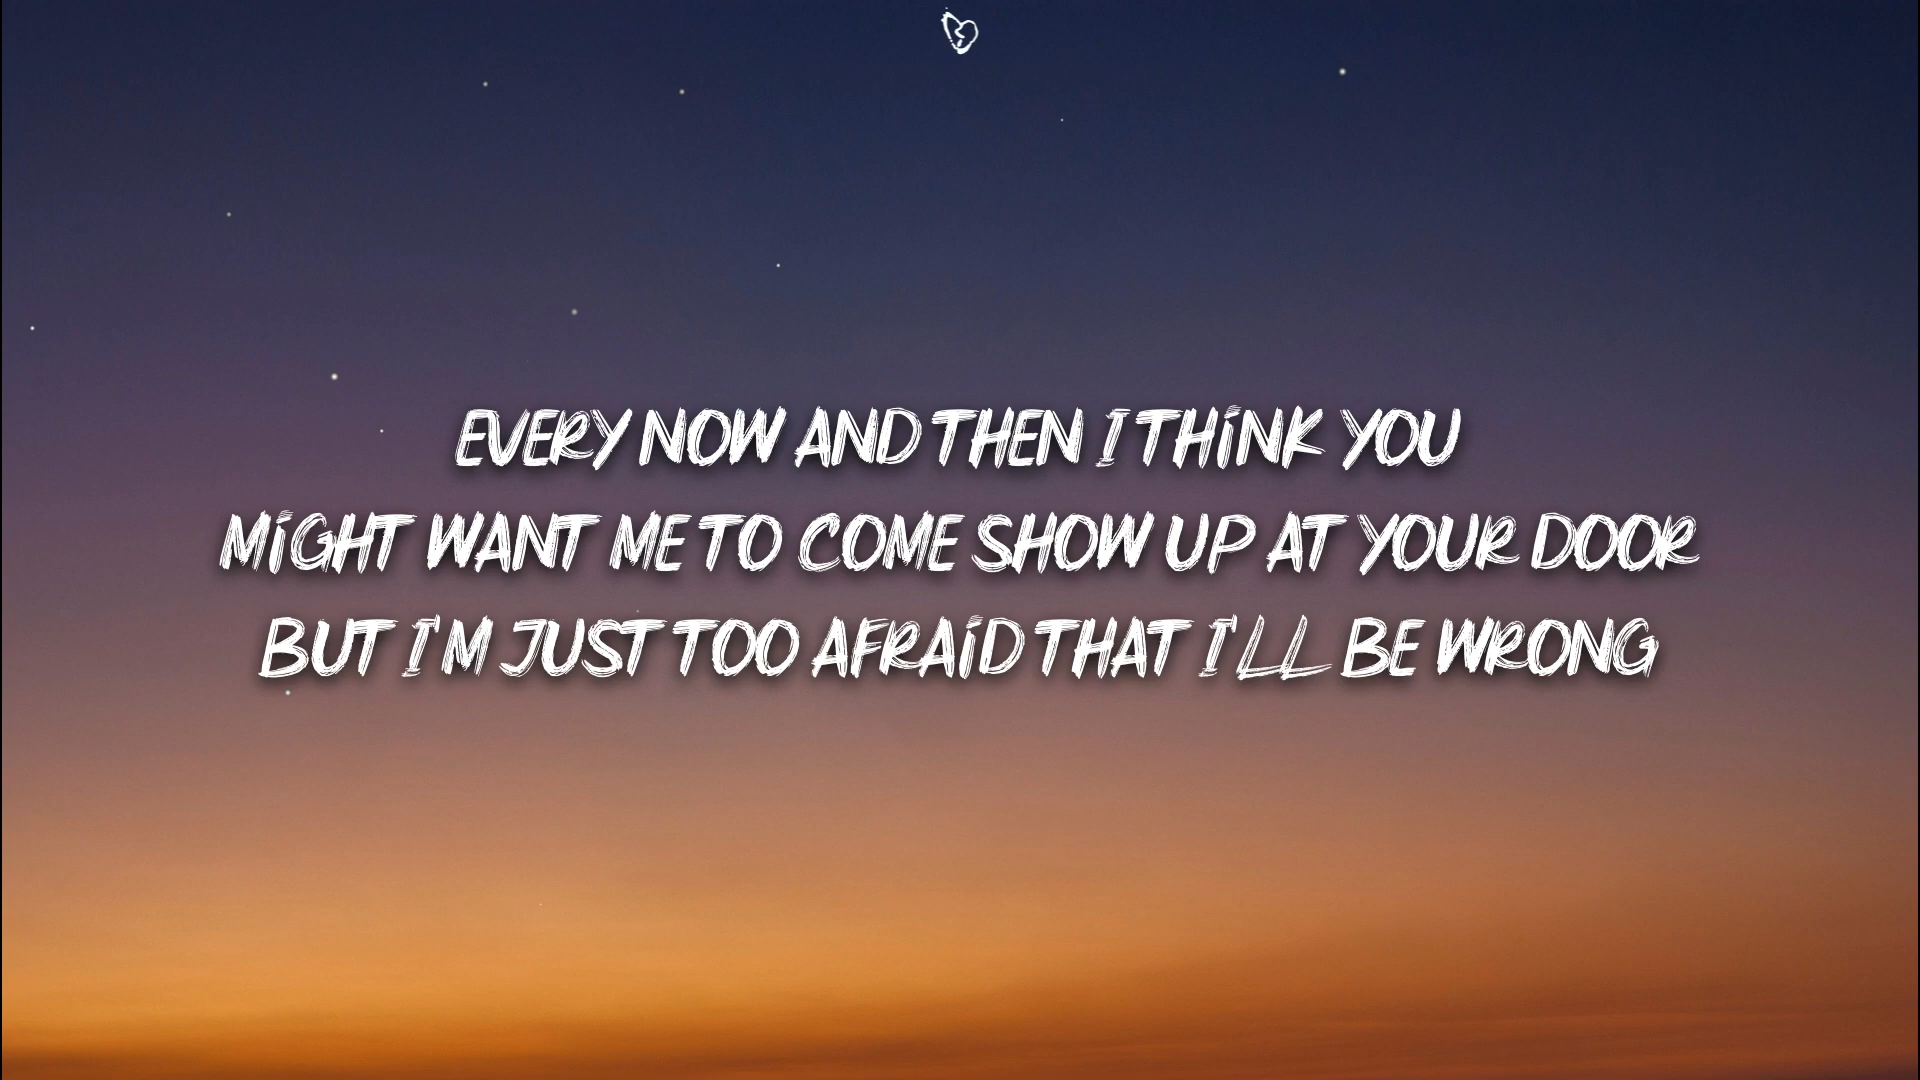 EVERY NOW AND THEN I THINK YOU
MIGHT WANT ME TO COME SHOW UP AT YOUR DOOR
BUT I'M JUST TOO AFRAID THAT I'LL BE WRONG